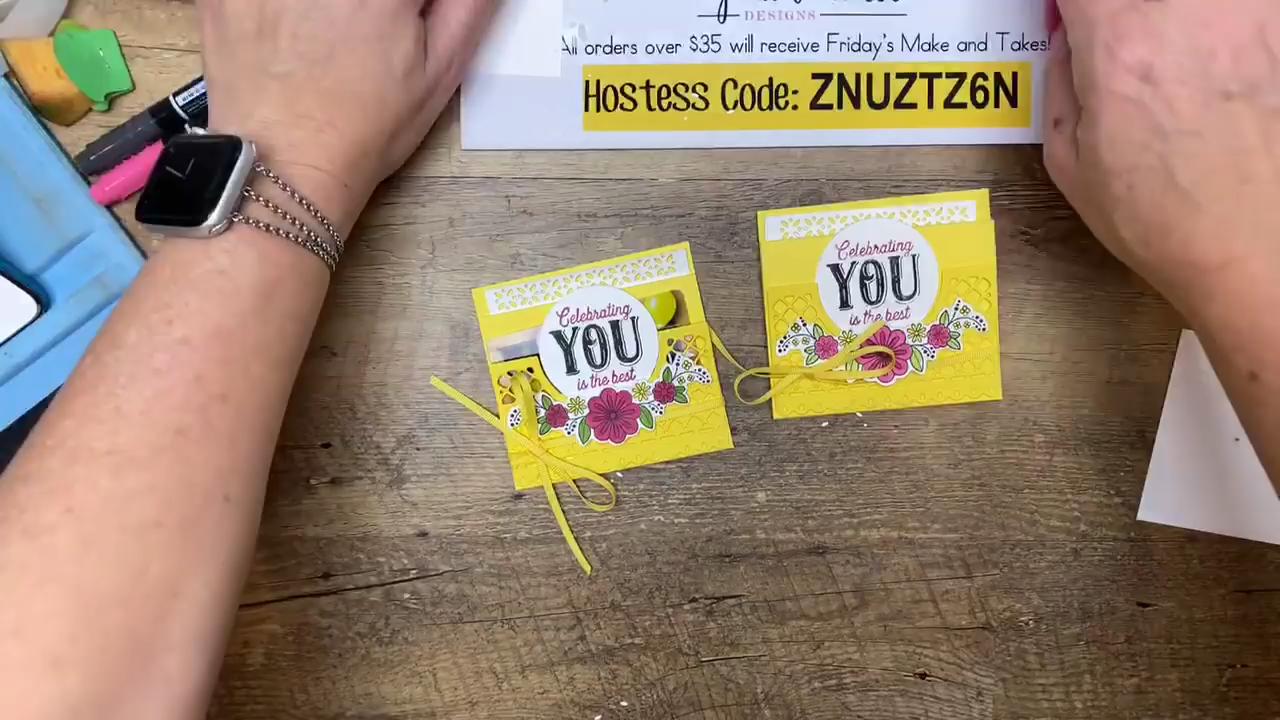 DESIGNS
All orders over $35 will receive Friday's Make and Takes!
Hostess Code: ZNUZTZ6N
Celebrating
YOU
is the best
Celebrating
YOU
is the best